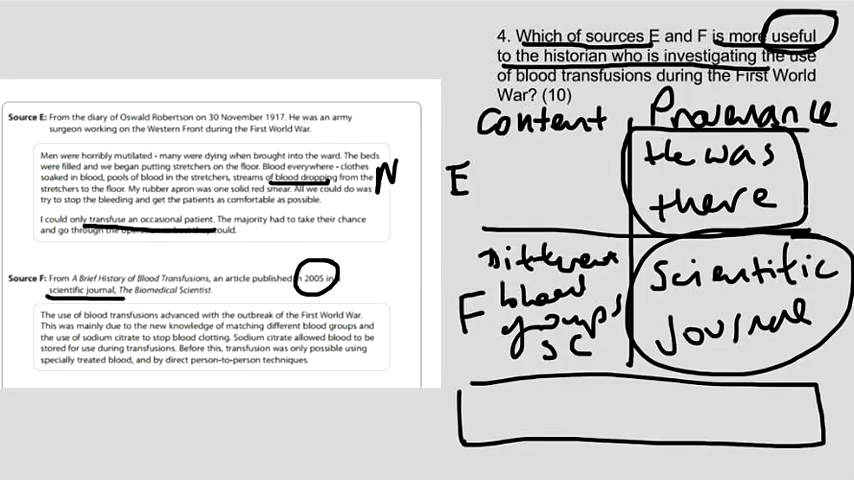 4. Which of sources E and F is more useful
to the historian who is investigating the use
of blood transfusions during the First World
War? (10)
Source E: From the diary of Oswald Robertson on 30 November 1917. He was an army
surgeon working on the Western Front during the First World War.
Men were horribly mutilated - many were dying when brought into the ward. The beds
were filled and we began putting stretchers on the floor. Blood everywhere - clothes
soaked in blood, pools of blood in the stretchers, streams of blood dropping from the
stretchers to the floor. My rubber apron was one solid red smear. All we could do was
try to stop the bleeding and get the patients as comfortable as possible.
I could only transfuse an occasional patient. The majority had to take their chance
and go through the operation as best they could.
N
Source F: From A Brief History of Blood Transfusions, an article published in 2005 in
scientific journal, The Biomedical Scientist.
The use of blood transfusions advanced with the outbreak of the First World War.
This was mainly due to the new knowledge of matching different blood groups and
the use of sodium citrate to stop blood clotting. Sodium citrate allowed blood to be
stored for use during transfusions. Before this, transfusion was only possible using
specially treated blood, and by direct person-to-person techniques.
Content
Provenance
E
He was
there
F
Different
blood
groups
SC
Scientific
Journal